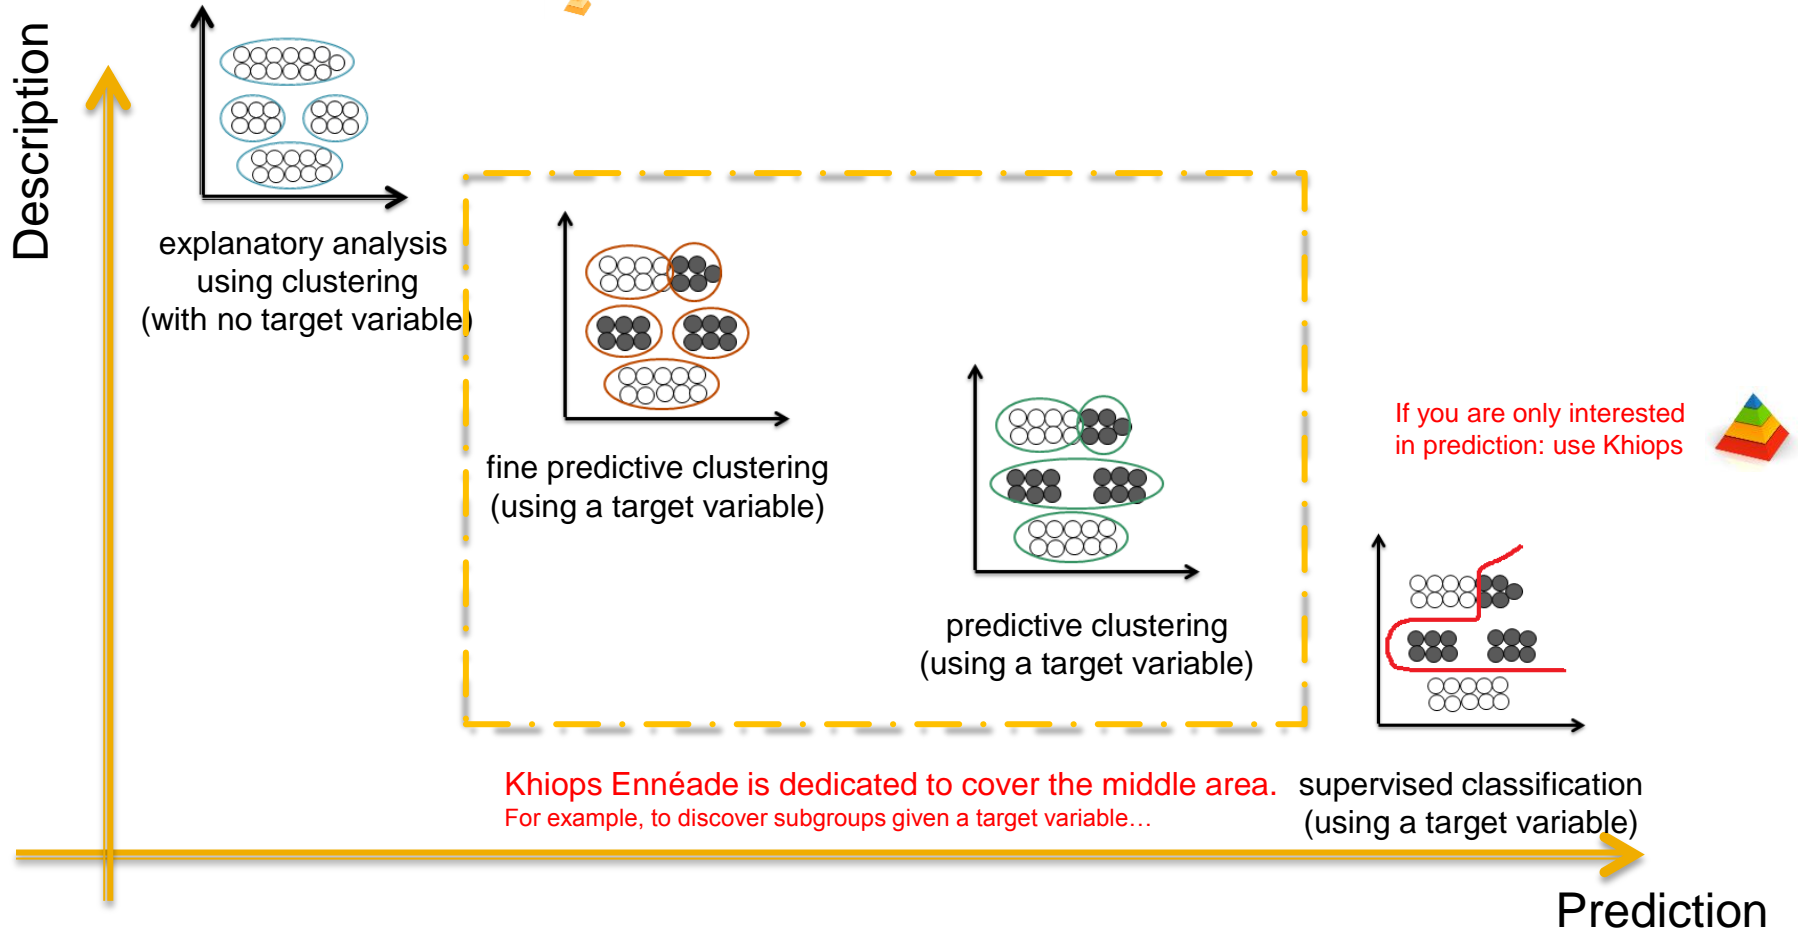 Description
explanatory analysis
using clustering
(with no target variable)
fine predictive clustering
(using a target variable)
predictive clustering
(using a target variable)
If you are only interested
in prediction: use Khiops
Khiops Ennéade is dedicated to cover the middle area.
For example, to discover subgroups given a target variable…
supervised classification
(using a target variable)
Prediction